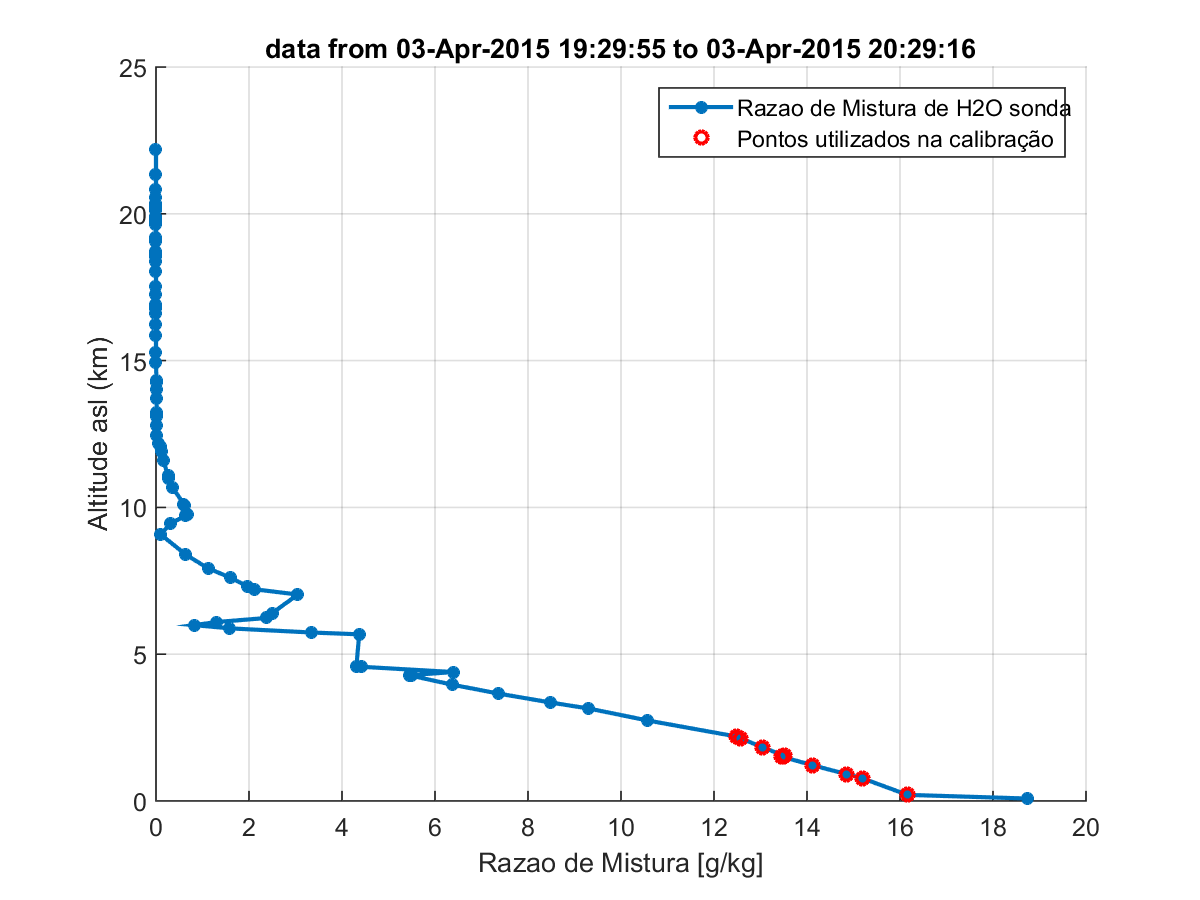 data from 03-Apr-2015 19:29:55 to 03-Apr-2015 20:29:16
Razao de Mistura de H2O sonda
Pontos utilizados na calibração
25
20
15
10
5
0
Altitude asl (km)
0 2 4 6 8 10 12 14 16 18 20
Razao de Mistura [g/kg]